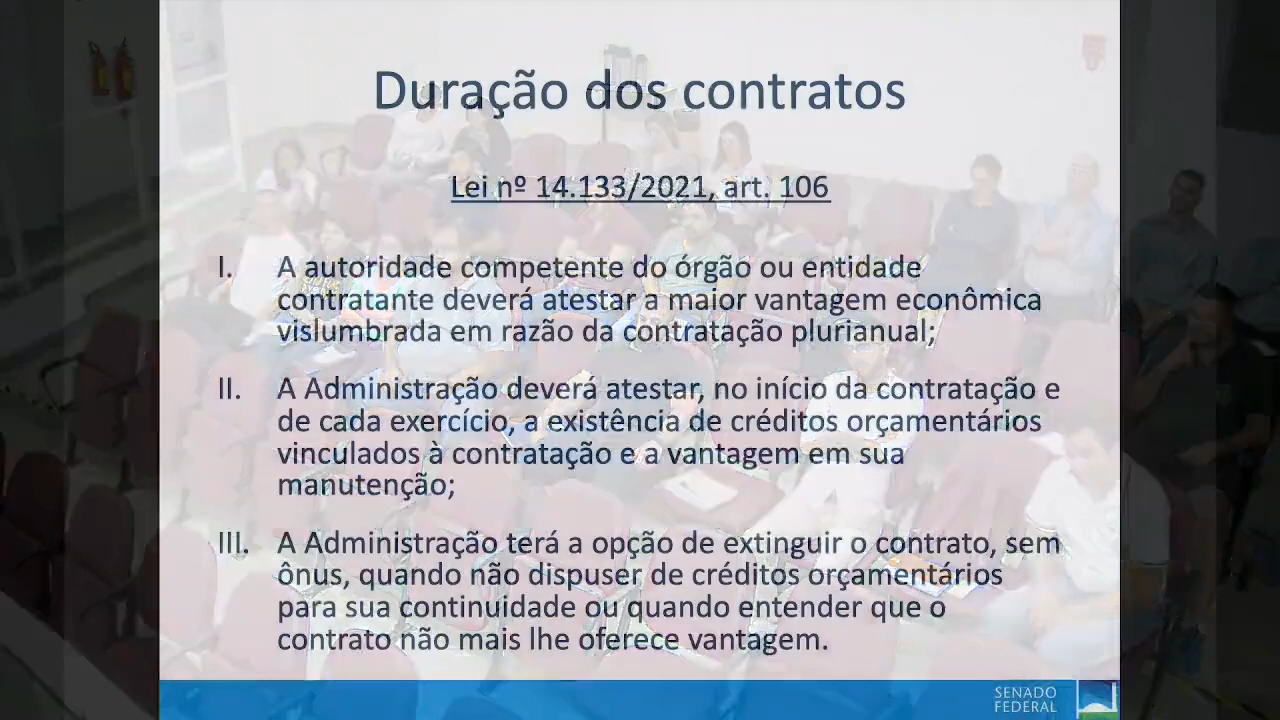 Duração dos contratos
Lei nº 14.133/2021, art. 106
I. A autoridade competente do órgão ou entidade
contratante deverá atestar a maior vantagem econômica
vislumbrada em razão da contratação plurianual;
II. A Administração deverá atestar, no início da contratação e
de cada exercício, a existência de créditos orçamentários
vinculados à contratação e a vantagem em sua
manutenção;
III. A Administração terá a opção de extinguir o contrato, sem
ônus, quando não dispuser de créditos orçamentários
para sua continuidade ou quando entender que o
contrato não mais lhe oferece vantagem.
SENADO
FEDERAL